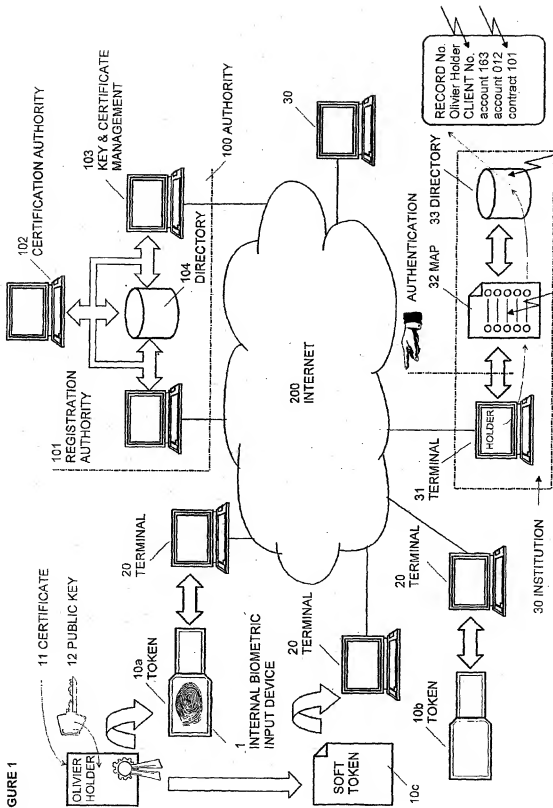 GURE 1
11 CERTIFICATE
12 PUBLIC KEY
OLIVIER
HOLDER
10a
TOKEN
1
INTERNAL BIOMETRIC
INPUT DEVICE
SOFT
TOKEN
10c
20
TERMINAL
20
TERMINAL
20
TERMINAL
10b
TOKEN
101
REGISTRATION
AUTHORITY
102
CERTIFICATION AUTHORITY
103
KEY & CERTIFICATE
MANAGEMENT
104
DIRECTORY
100 AUTHORITY
200
INTERNET
30
AUTHENTICATION
31
TERMINAL
HOLDER
32 MAP
33 DIRECTORY
30 INSTITUTION
RECORD No.
Olivier Holder
CLIENT No.
account 163
account 012
contract 101